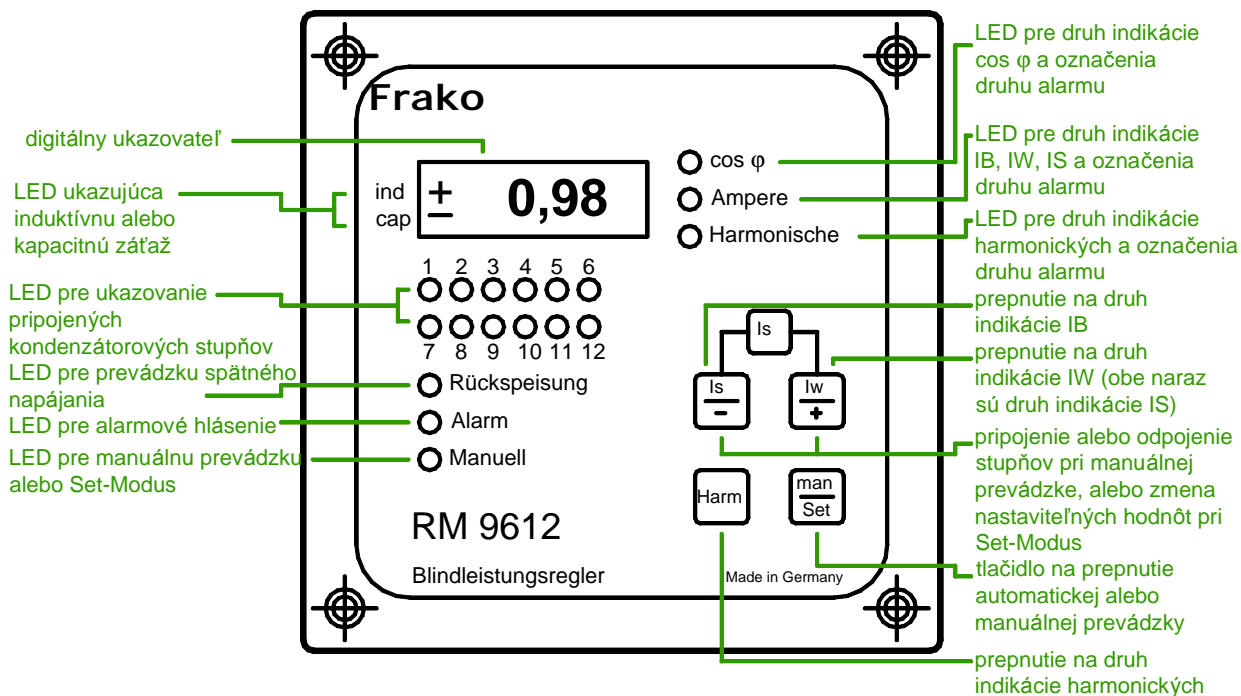 digitálny ukazovateľ
LED ukazujúca
induktívnu alebo
kapacitnú záťaž
LED pre ukazovanie
pripojených
kondenzátorových stupňov
LED pre prevádzku spätného
napájania
LED pre alarmové hlásenie
LED pre manuálnu prevádzku
alebo Set-Modus
Frako
ind
cap
± 0,98
cos φ
Ampere
Harmonische
1 2 3 4 5 6
7 8 9 10 11 12
Rückspeisung
Alarm
Manuell
Is
Is
−
Iw
+
Harm
man
Set
RM 9612
Blindleistungsregler
Made in Germany
LED pre druh indikácie
cos φ a označenia
druhu alarmu
LED pre druh indikácie
IB, IW, IS a označenia
druhu alarmu
LED pre druh indikácie
harmonických a označenia
druhu alarmu
prepnutie na druh
indikácie IB
prepnutie na druh
indikácie IW (obe naraz
sú druh indikácie IS)
pripojenie alebo odpojenie
stupňov pri manuálnej
prevádzke, alebo zmena
nastaviteľných hodnôt pri
Set-Modus
tlačidlo na prepnutie
automatickej alebo
manuálnej prevádzky
prepnutie na druh
indikácie harmonických